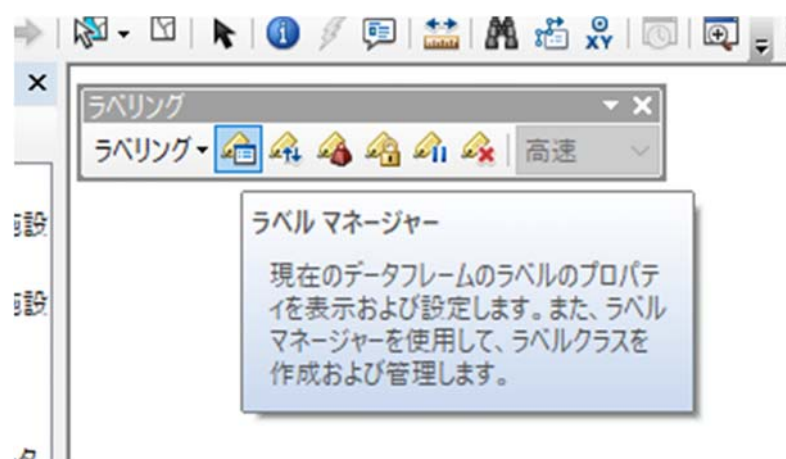 XY
ラベリング
ラベリング 高速
ラベル マネージャー
現在のデータフレームのラベルのプロパテ
ィを表示および設定します。また、ラベル
マネージャーを使用して、ラベルクラスを
作成および管理します。
設
設
タ